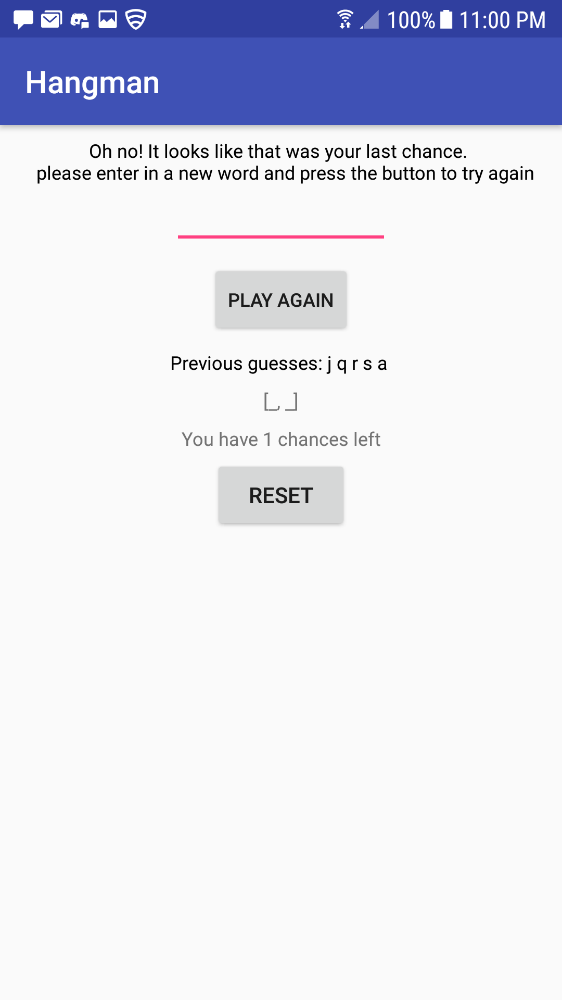 100% 11:00 PM
Hangman
Oh no! It looks like that was your last chance.
please enter in a new word and press the button to try again
PLAY AGAIN
Previous guesses: j q r s a
[_, _]
You have 1 chances left
RESET